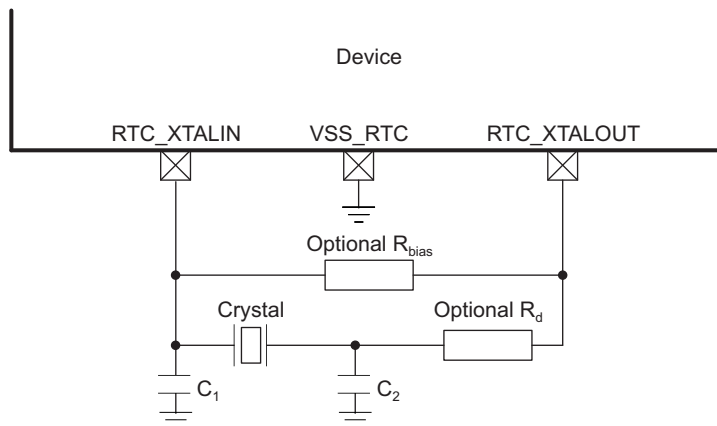 Device
RTC_XTALIN VSS_RTC RTC_XTALOUT
Optional Rbias
Crystal Optional Rd
C1 C2